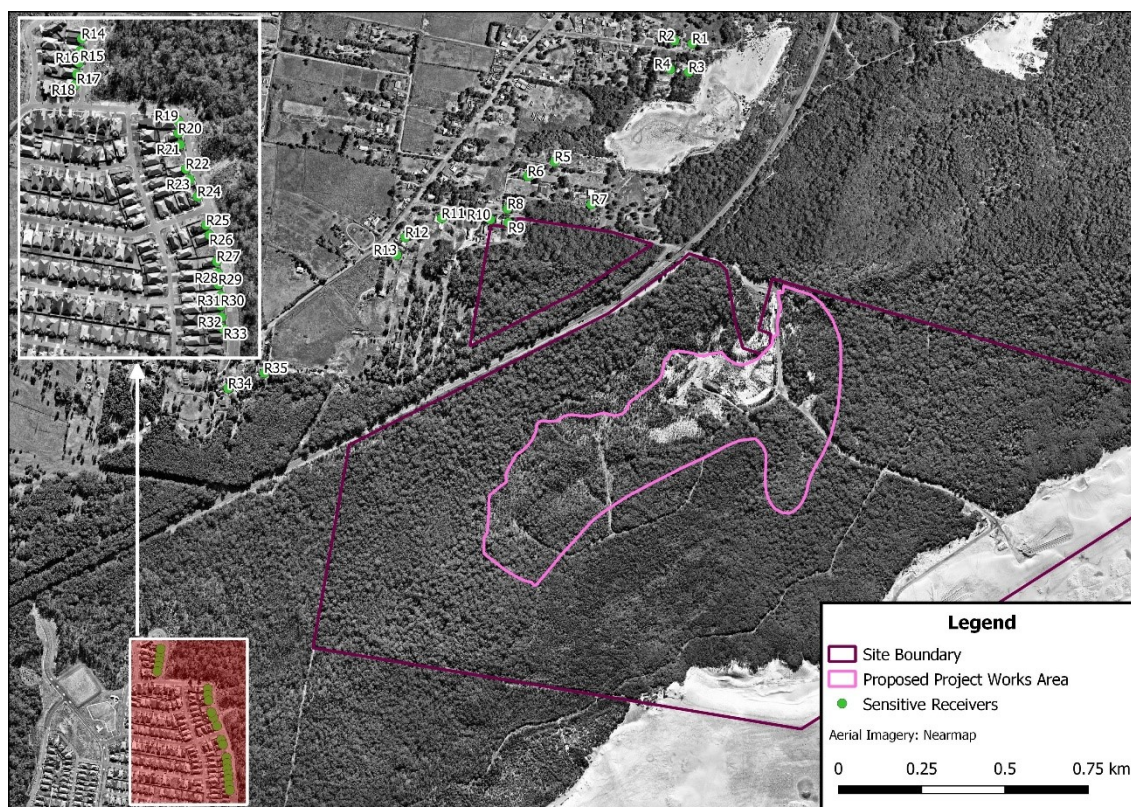 R14
R15
R16
R17
R18
R19
R20
R21
R22
R23
R24
R25
R26
R27
R28
R29
R30
R31
R32
R33
R2
R1
R4
R3
R5
R6
R7
R8
R9
R10
R11
R12
R13
R35
R34
Legend
Site Boundary
Proposed Project Works Area
Sensitive Receivers
Aerial Imagery: Nearmap
0 0.25 0.5 0.75 km